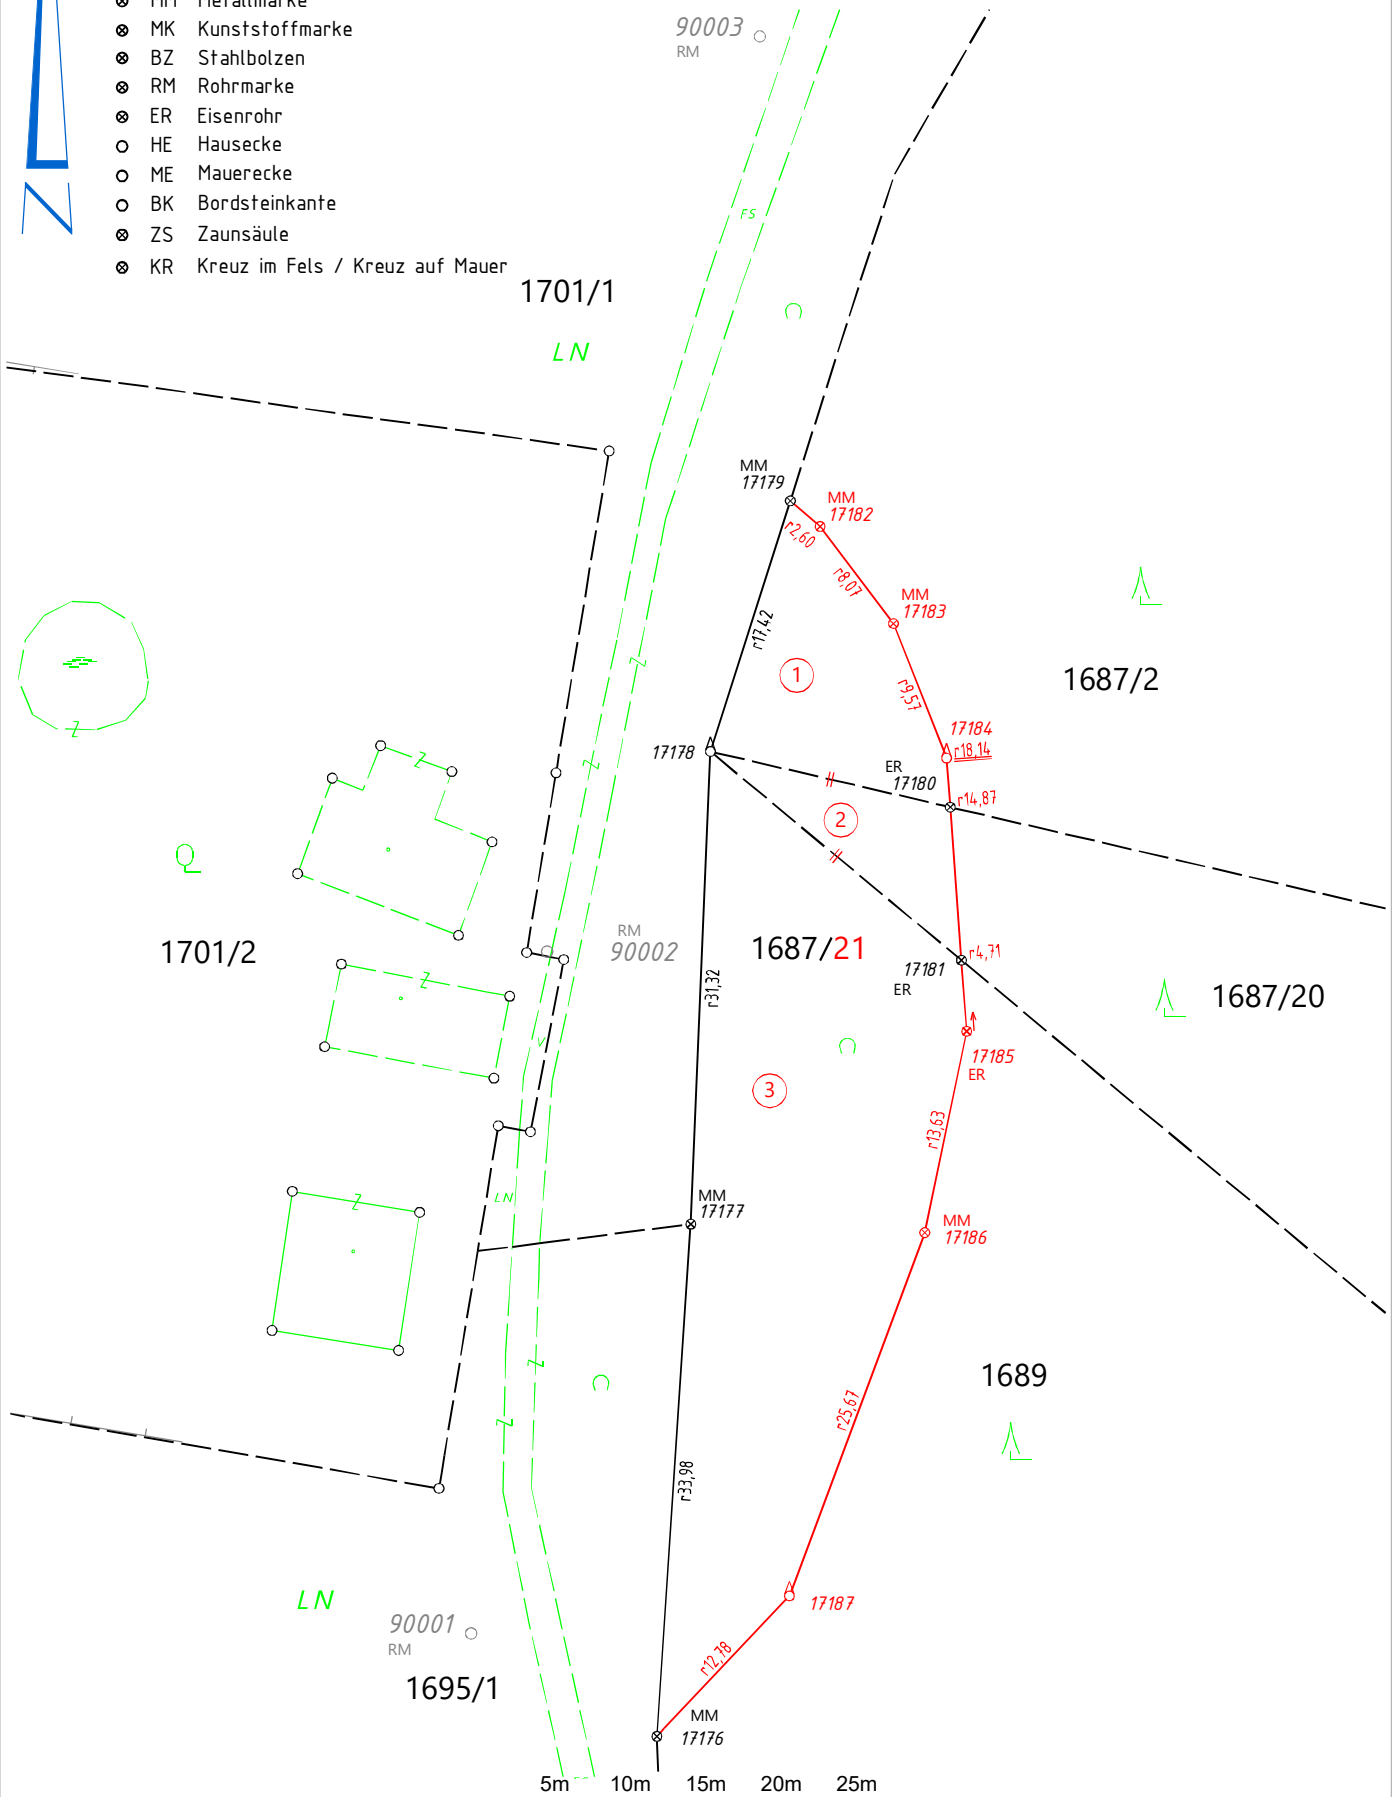 MM Metallmarke
MK Kunststoffmarke
BZ Stahlbolzen
RM Rohrmarke
ER Eisenrohr
HE Hausecke
ME Mauerecke
BK Bordsteinkante
ZS Zaunsäule
KR Kreuz im Fels / Kreuz auf Mauer
N
90003
RM
FS
1701/1
LN
MM
17179
MM
17182
r2,60
r8,07
MM
17183
r17,42
1
r9,57
1687/2
17184
r18,14
17178
ER
17180
r14,87
2
1701/2
RM
90002
1687/21
r4,71
17181
ER
1687/20
r31,32
17185
ER
3
r13,63
LN
MM
17177
MM
17186
1689
r25,67
r33,98
LN
90001
RM
17187
r12,78
1695/1
MM
17176
5m 10m 15m 20m 25m